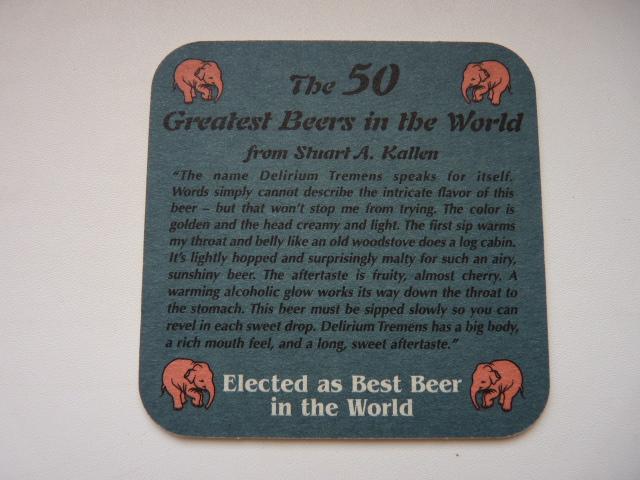 The 50
Greatest Beers in the World
from Stuart A. Kallen
"The name Delirium Tremens speaks for itself.
Words simply cannot describe the intricate flavor of this
beer – but that won't stop me from trying. The color is
golden and the head creamy and light. The first sip warms
my throat and belly like an old woodstove does a log cabin.
It's lightly hopped and surprisingly malty for such an airy,
sunshiny beer. The aftertaste is fruity, almost cherry. A
warming alcoholic glow works its way down the throat to
the stomach. This beer must be sipped slowly so you can
revel in each sweet drop. Delirium Tremens has a big body,
a rich mouth feel, and a long, sweet aftertaste."
Elected as Best Beer
in the World